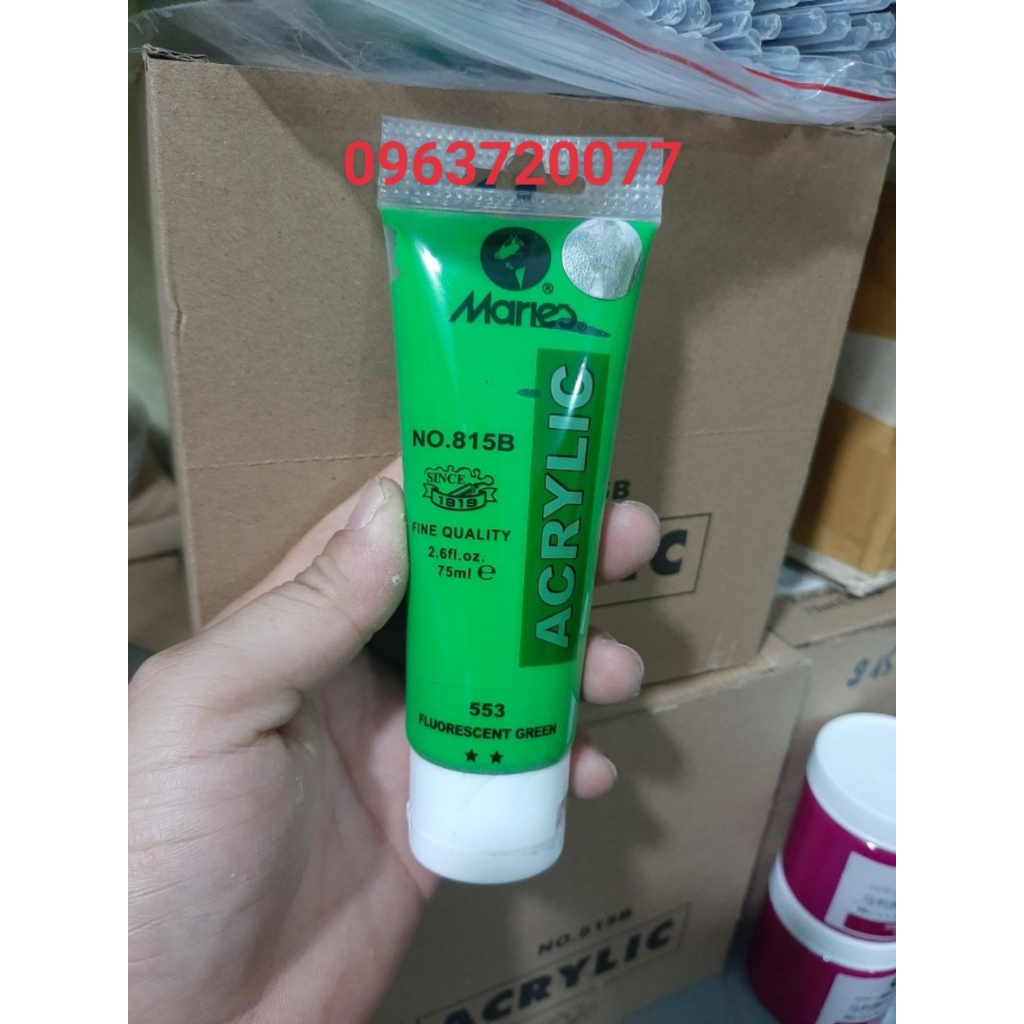 0963720077
Maries
ACRYLIC
NO.815B
SINCE
1919
FINE QUALITY
2.6fl.oz.
75ml e
553
FLUORESCENT GREEN
NO.815B
ACRYLIC